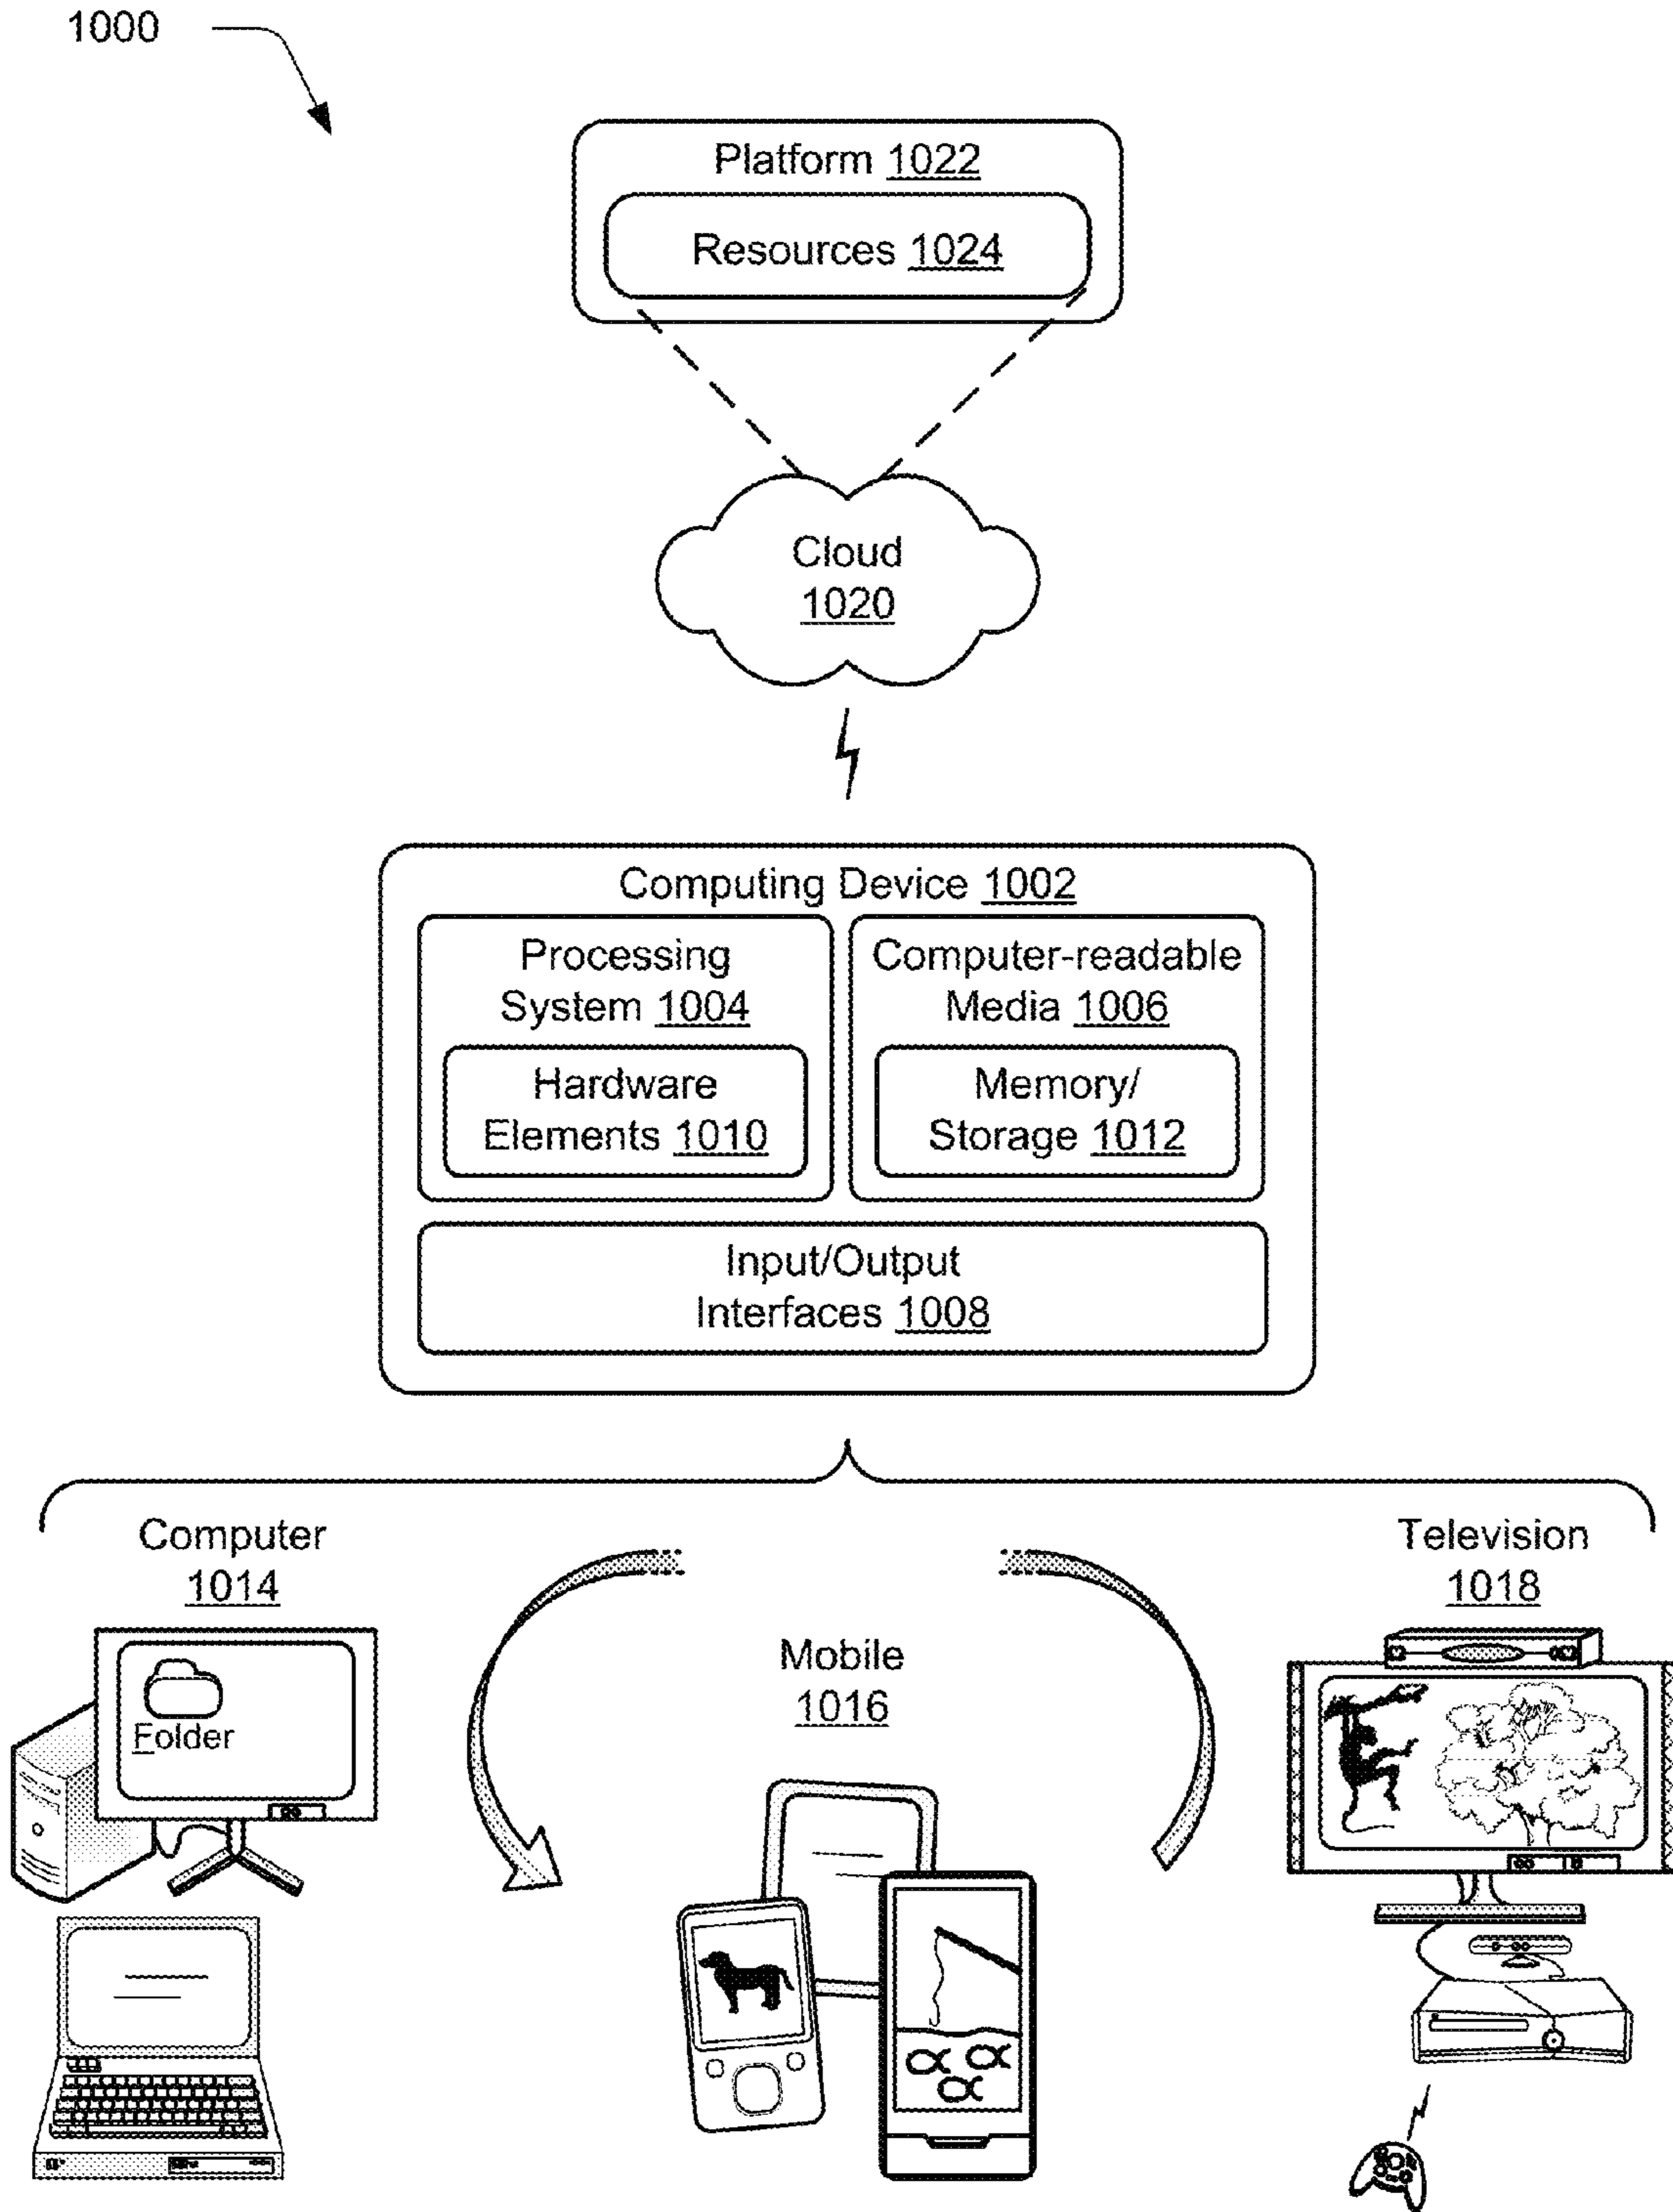 1000
Platform 1022
Resources 1024
Cloud
1020
Computing Device 1002
Processing
System 1004
Hardware
Elements 1010
Computer-readable
Media 1006
Memory/
Storage 1012
Input/Output
Interfaces 1008
Computer
1014
Folder
Mobile
1016
Television
1018